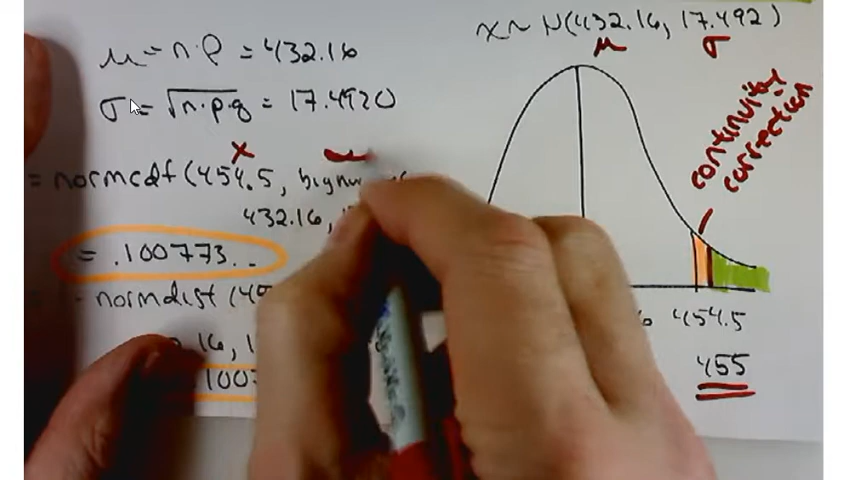 μ = n·p = 432.16
σ = √n·p·q = 17.4920
= normcdf(454.5,
432.16,
= .100773..
- normdist (45
.16, 1
100
x ~ N(432.16, 17.492)
μ σ
x
continuity
correction
454.5
455